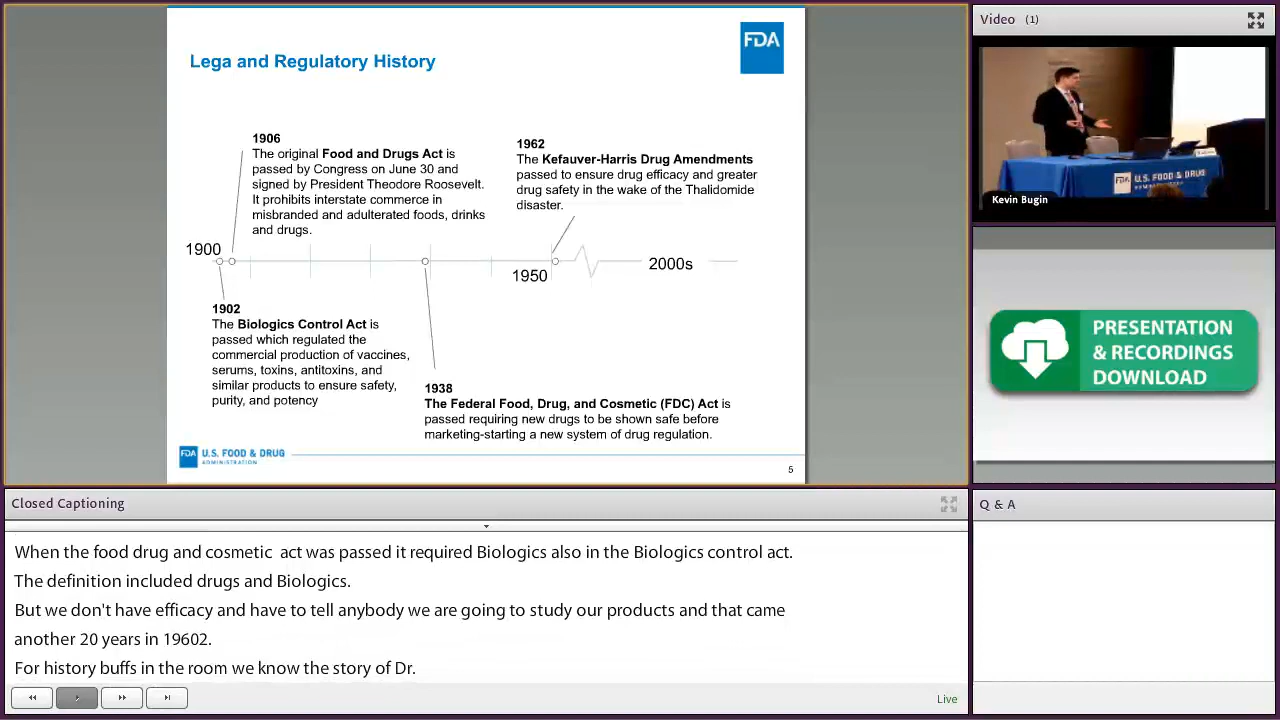 FDA
Lega and Regulatory History
1906
The original Food and Drugs Act is
passed by Congress on June 30 and
signed by President Theodore Roosevelt.
It prohibits interstate commerce in
misbranded and adulterated foods, drinks
and drugs.
1962
The Kefauver-Harris Drug Amendments
passed to ensure drug efficacy and greater
drug safety in the wake of the Thalidomide
disaster.
1900
1950
2000s
1902
The Biologics Control Act is
passed which regulated the
commercial production of vaccines,
serums, toxins, antitoxins, and
similar products to ensure safety,
purity, and potency
1938
The Federal Food, Drug, and Cosmetic (FDC) Act is
passed requiring new drugs to be shown safe before
marketing-starting a new system of drug regulation.
FDA U.S. FOOD & DRUG
ADMINISTRATION
5
Video (1)
FDA U.S. FOOD & DRUG
Kevin Bugin
PRESENTATION
& RECORDINGS
DOWNLOAD
Closed Captioning
When the food drug and cosmetic act was passed it required Biologics also in the Biologics control act.
The definition included drugs and Biologics.
But we don't have efficacy and have to tell anybody we are going to study our products and that came
another 20 years in 19602.
For history buffs in the room we know the story of Dr.
Live
Q & A